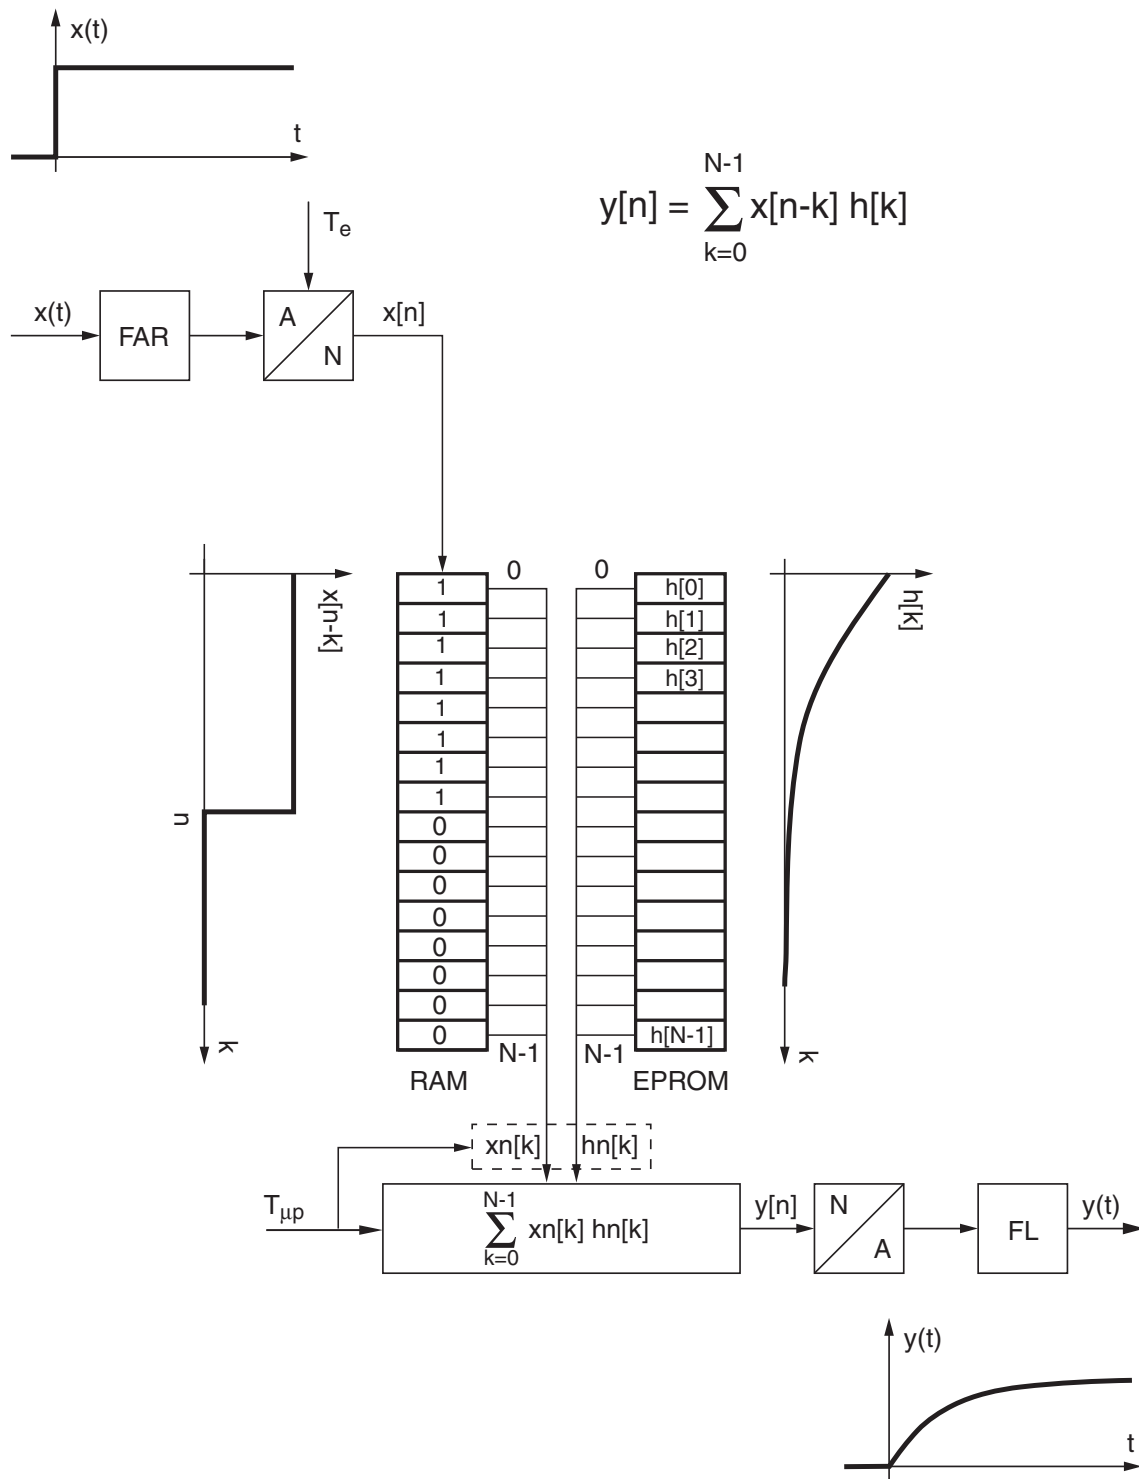 x(t)
t
N-1
y[n] = ∑ x[n-k] h[k]
k=0
Te
x(t)
FAR
A
N
x[n]
x[n-k]
n
k
0
0
1
1
1
1
1
1
1
1
0
0
0
0
0
0
0
0
h[0]
h[1]
h[2]
h[3]
h[N-1]
N-1
N-1
RAM
EPROM
h[k]
k
xn[k]
hn[k]
Tμp
N-1
∑ xn[k] hn[k]
k=0
y[n]
N
A
FL
y(t)
y(t)
t